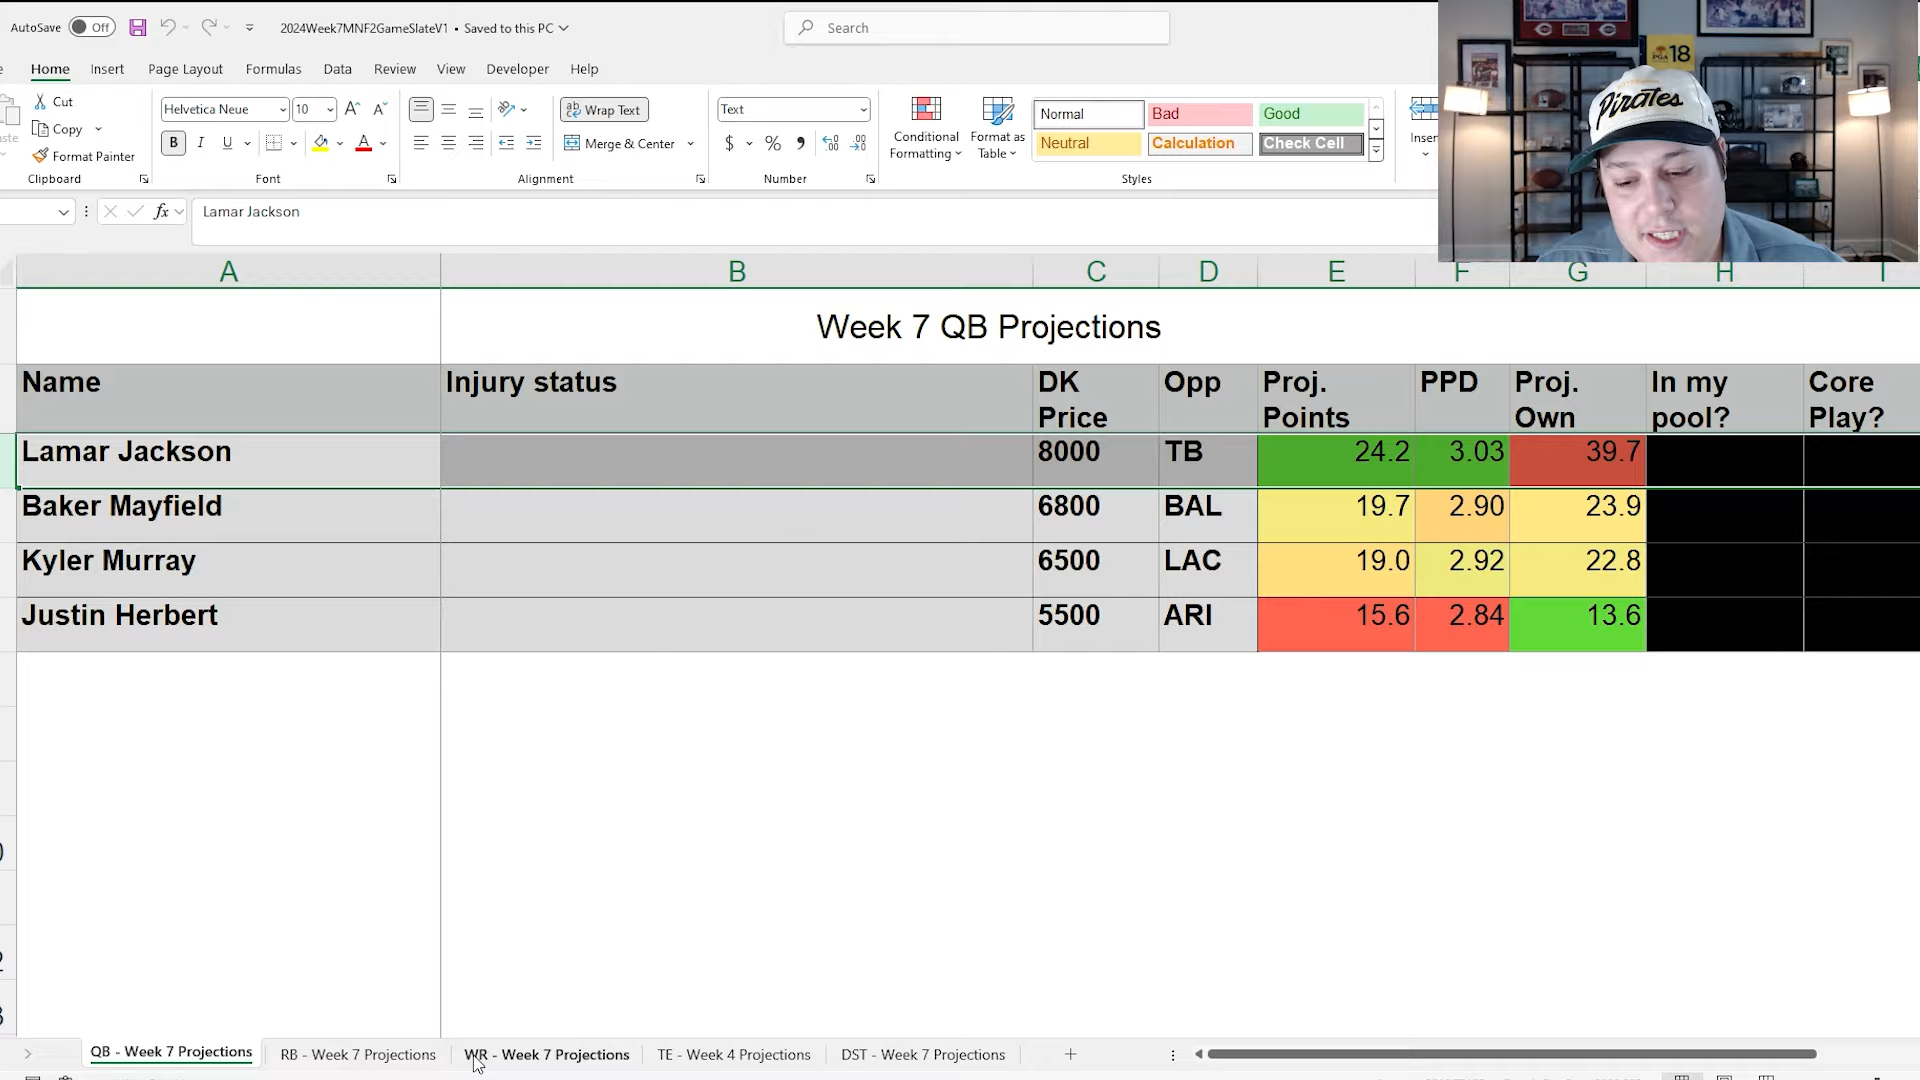 AutoSave Off 2024Week7MNF2GameSlateV1 • Saved to this PC Search
Home Insert Page Layout Formulas Data Review View Developer Help
Cut
Copy
Format Painter
Clipboard
Helvetica Neue 10
B I U
Font
Wrap Text
Merge & Center
Alignment
Text
$ % ,
Number
Conditional Formatting
Format as Table
Normal Bad Good
Neutral Calculation Check Cell
Styles
Pirates
PGA 18
fx Lamar Jackson
A B C D E F G H I
Week 7 QB Projections
Name Injury status DK Price Opp Proj. Points PPD Proj. Own In my pool? Core Play?
Lamar Jackson 8000 TB 24.2 3.03 39.7
Baker Mayfield 6800 BAL 19.7 2.90 23.9
Kyler Murray 6500 LAC 19.0 2.92 22.8
Justin Herbert 5500 ARI 15.6 2.84 13.6
QB - Week 7 Projections RB - Week 7 Projections WR - Week 7 Projections TE - Week 4 Projections DST - Week 7 Projections